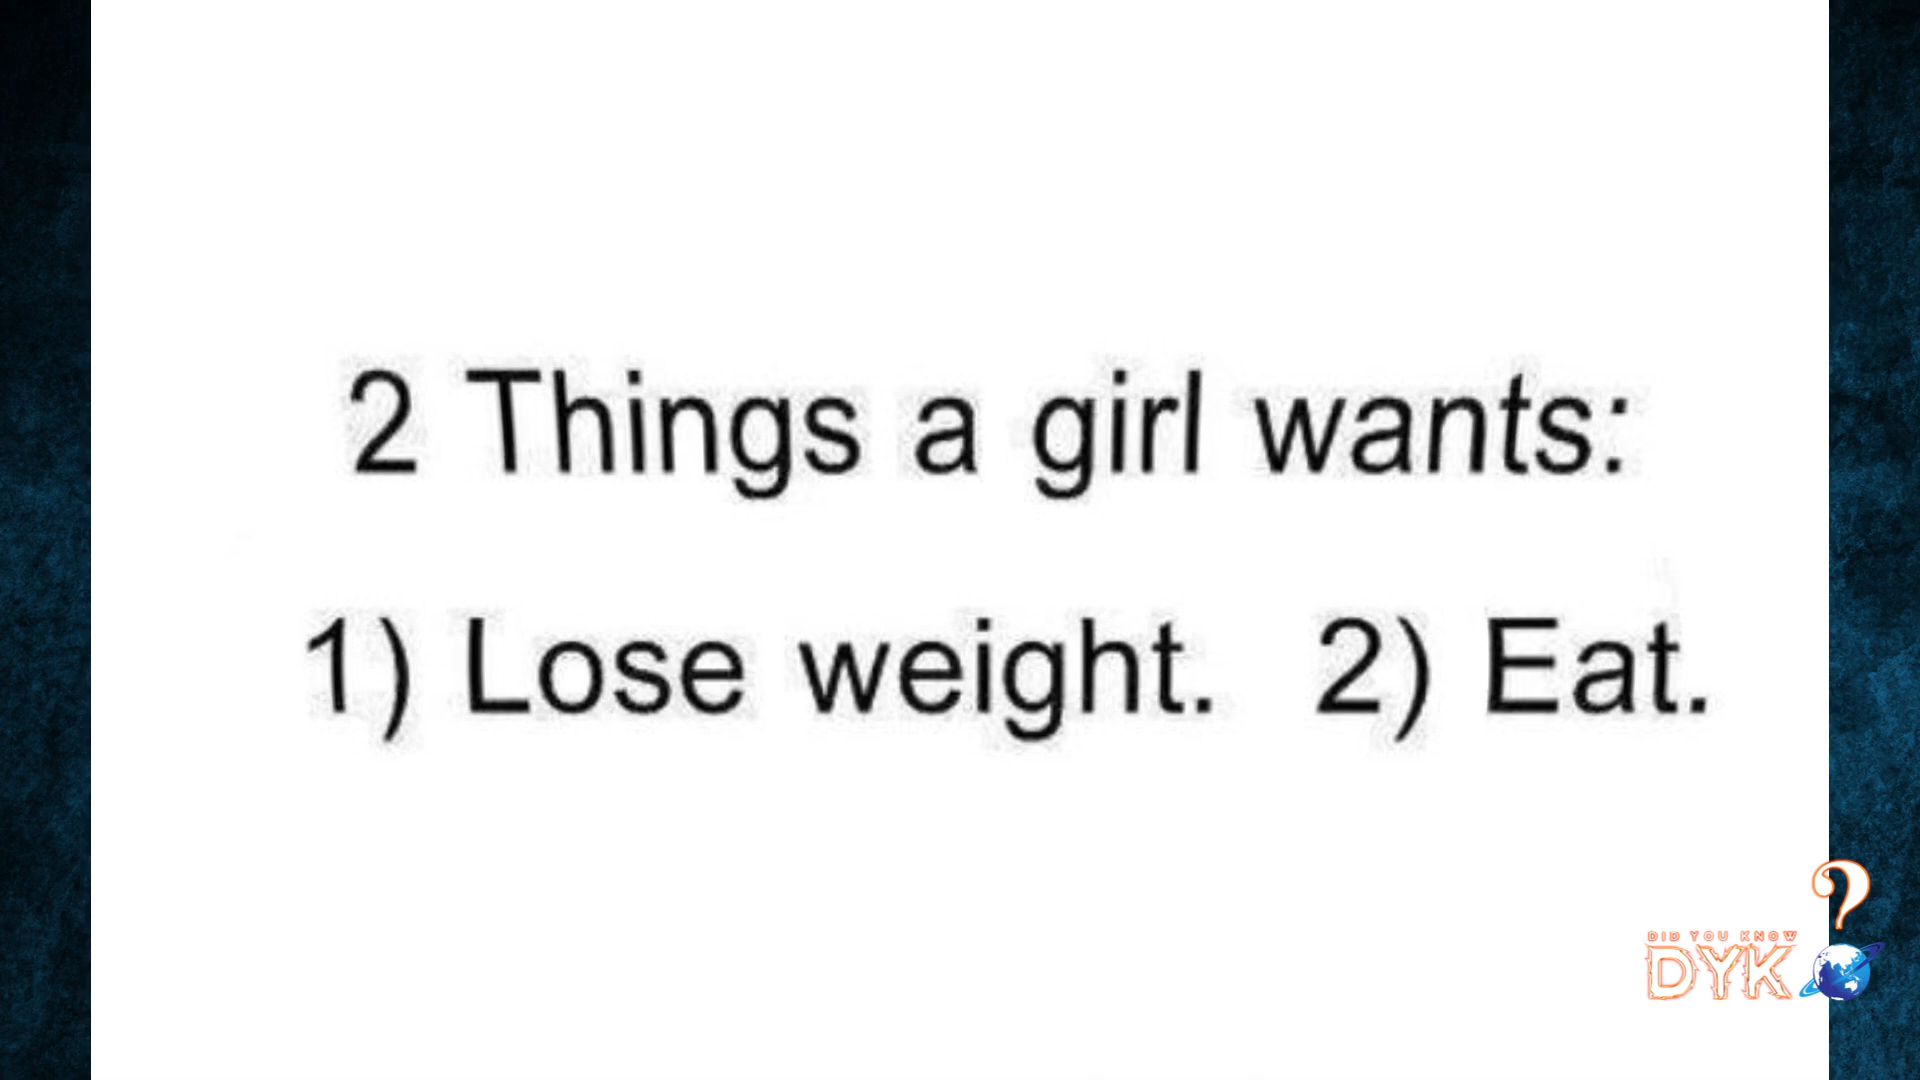 2 Things a girl wants:
1) Lose weight. 2) Eat.
DID YOU KNOW
DYK?